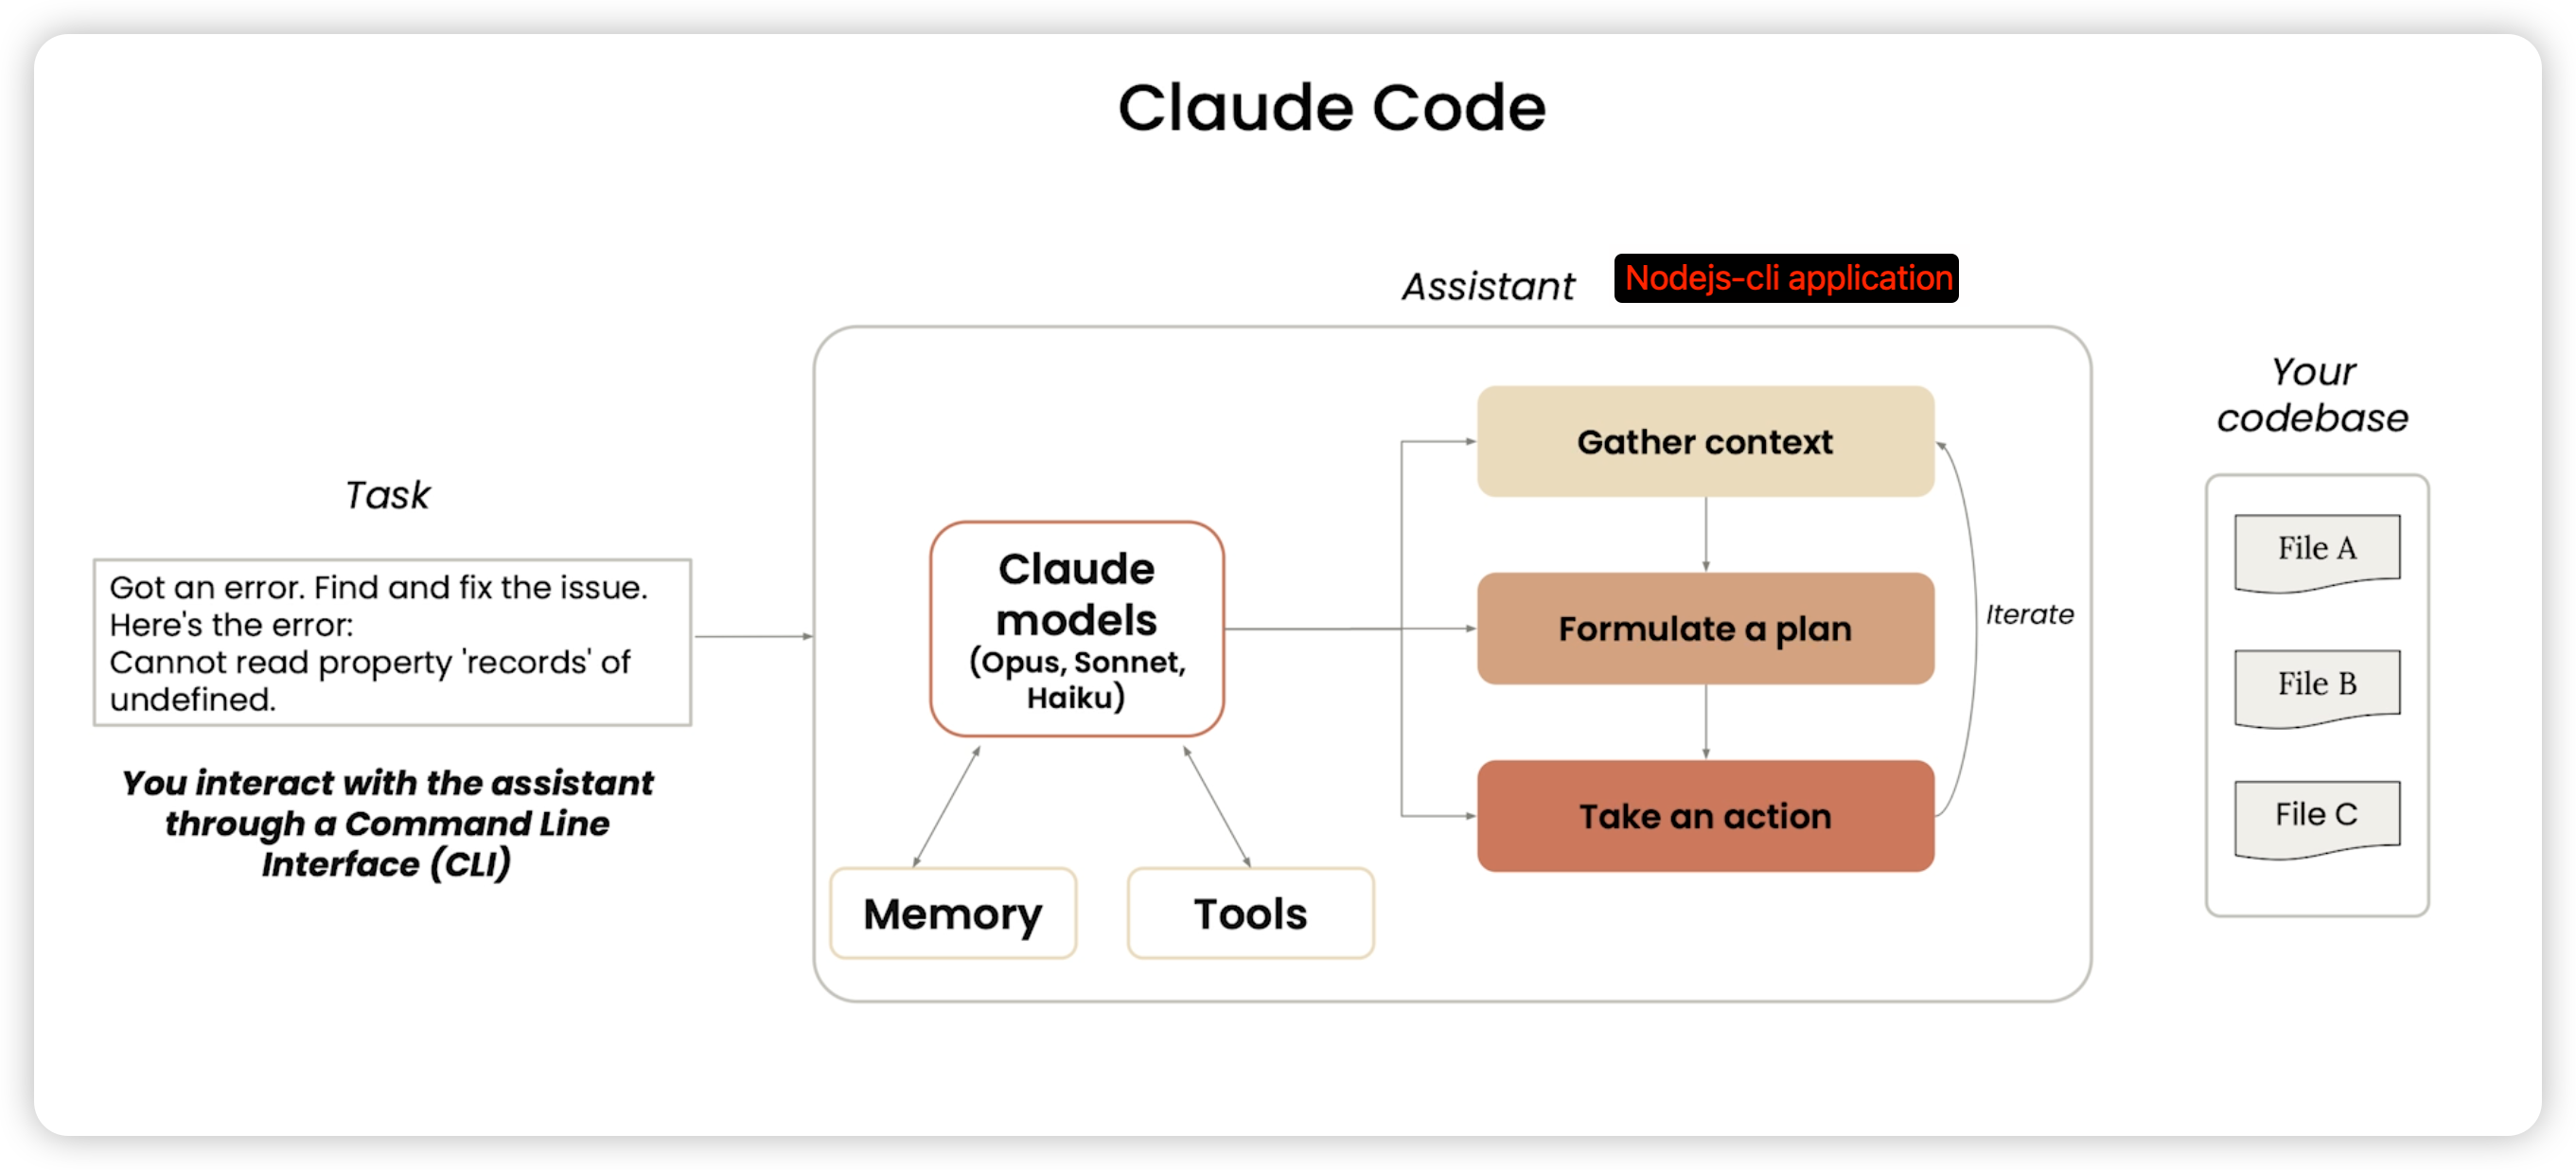 Claude Code
Assistant
Nodejs-cli application
Task
Got an error. Find and fix the issue.
Here's the error:
Cannot read property 'records' of
undefined.
You interact with the assistant
through a Command Line
Interface (CLI)
Claude
models
(Opus, Sonnet,
Haiku)
Memory
Tools
Gather context
Formulate a plan
Take an action
Iterate
Your
codebase
File A
File B
File C